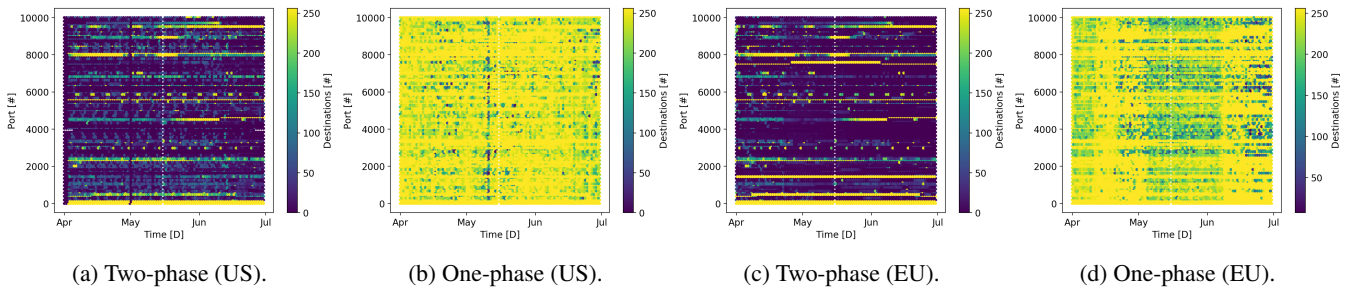 10000
8000
6000
4000
2000
0
Port [#]
Apr
May
Jun
Jul
Time [D]
250
200
150
100
50
0
Destinations [#]
(a) Two-phase (US).
10000
8000
6000
4000
2000
0
Port [#]
Apr
May
Jun
Jul
Time [D]
250
200
150
100
50
Destinations [#]
(b) One-phase (US).
10000
8000
6000
4000
2000
0
Port [#]
Apr
May
Jun
Jul
Time [D]
250
200
150
100
50
0
Destinations [#]
(c) Two-phase (EU).
10000
8000
6000
4000
2000
0
Port [#]
Apr
May
Jun
Jul
Time [D]
250
200
150
100
50
Destinations [#]
(d) One-phase (EU).